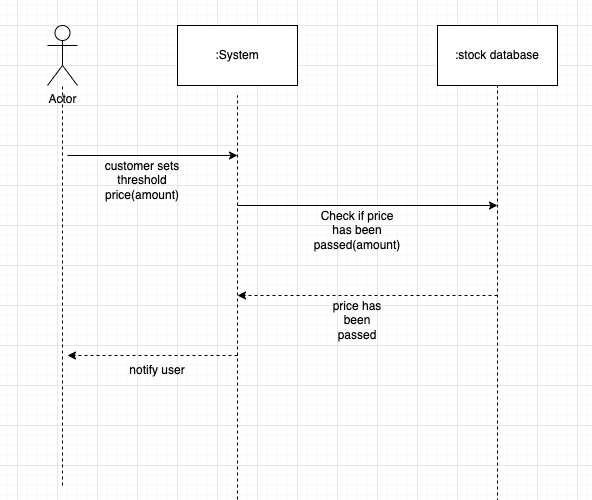 :System
:stock database
Actor
customer sets
threshold
price(amount)
Check if price
has been
passed(amount)
price has
been
passed
notify user